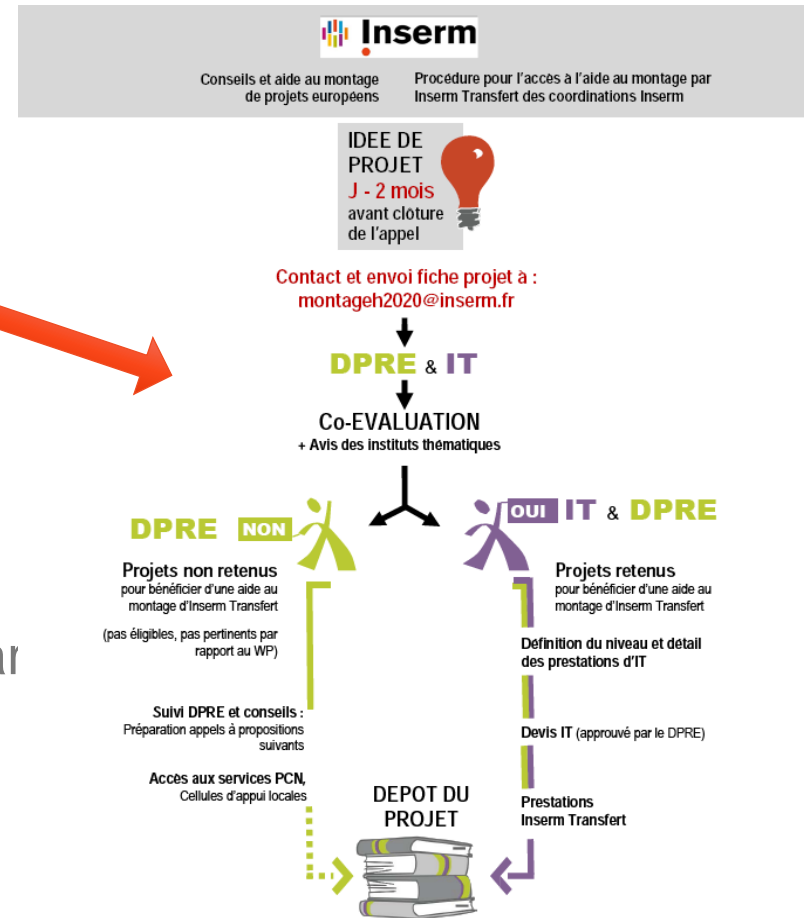 Inserm
Conseils et aide au montage
de projets européens
Procédure pour l'accès à l'aide au montage par
Inserm Transfert des coordinations Inserm
IDEE DE
PROJET
J - 2 mois
avant clôture
de l'appel
Contact et envoi fiche projet à :
montageh2020@inserm.fr
DPRE & IT
Co-EVALUATION
+ Avis des instituts thématiques
DPRE NON
Projets non retenus
pour bénéficier d'une aide au
montage d'Inserm Transfert
(pas éligibles, pas pertinents par
rapport au WP)
Suivi DPRE et conseils :
Préparation appels à propositions
suivants
Accès aux services PCN,
Cellules d'appui locales
OUI IT & DPRE
Projets retenus
pour bénéficier d'une aide au
montage d'Inserm Transfert
Définition du niveau et détail
des prestations d'IT
Devis IT (approuvé par le DPRE)
Prestations
Inserm Transfert
DEPOT DU
PROJET